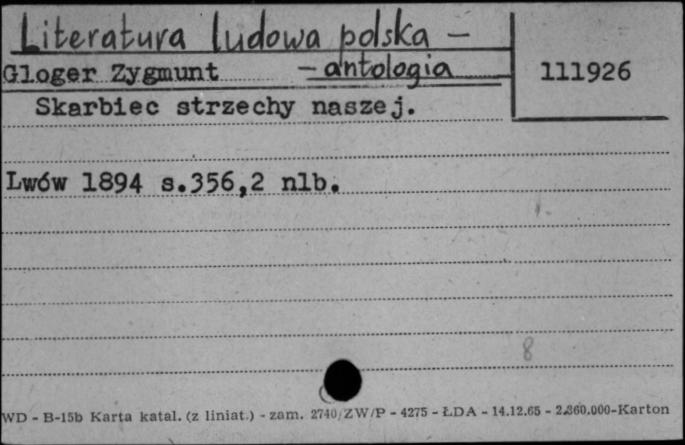 Literatura ludowa polska –
– antologia
Gloger Zygmunt
111926
Skarbiec strzechy naszej.
Lwów 1894 s.356,2 nlb.
8
WD - B-15b Karta katal. (z liniat.) - zam. 2740/ZW/P - 4275 - ŁDA - 14.12.65 - 2.360.000-Karton